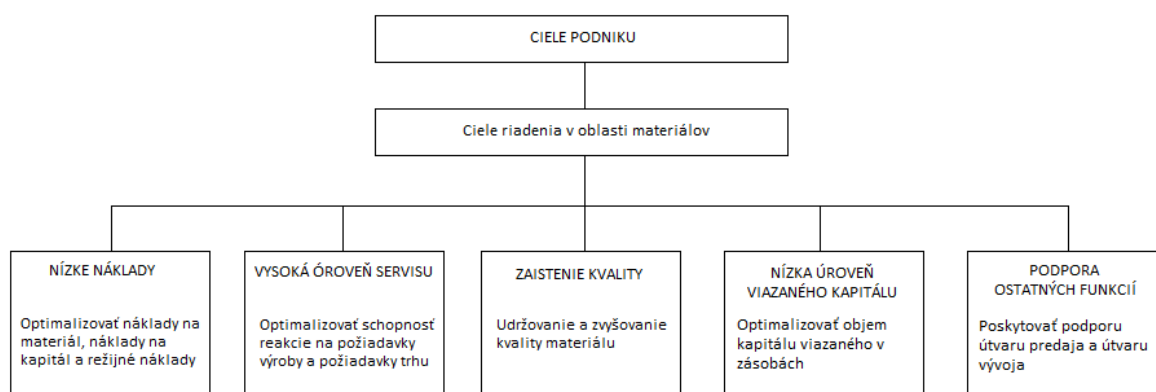 CIELE PODNIKU
Ciele riadenia v oblasti materiálov
NÍZKE NÁKLADY
Optimalizovať náklady na
materiál, náklady na
kapitál a režijné náklady
VYSOKÁ ÓROVEŇ SERVISU
Optimalizovať schopnosť
reakcie na požiadavky
výroby a požiadavky trhu
ZAISTENIE KVALITY
Udržovanie a zvyšovanie
kvality materiálu
NÍZKA ÚROVEŇ
VIAZANÉHO KAPITÁLU
Optimalizovať objem
kapitálu viazaného v
zásobách
PODPORA
OSTATNÝCH FUNKCIÍ
Poskytovať podporu
útvaru predaja a útvaru
vývoja